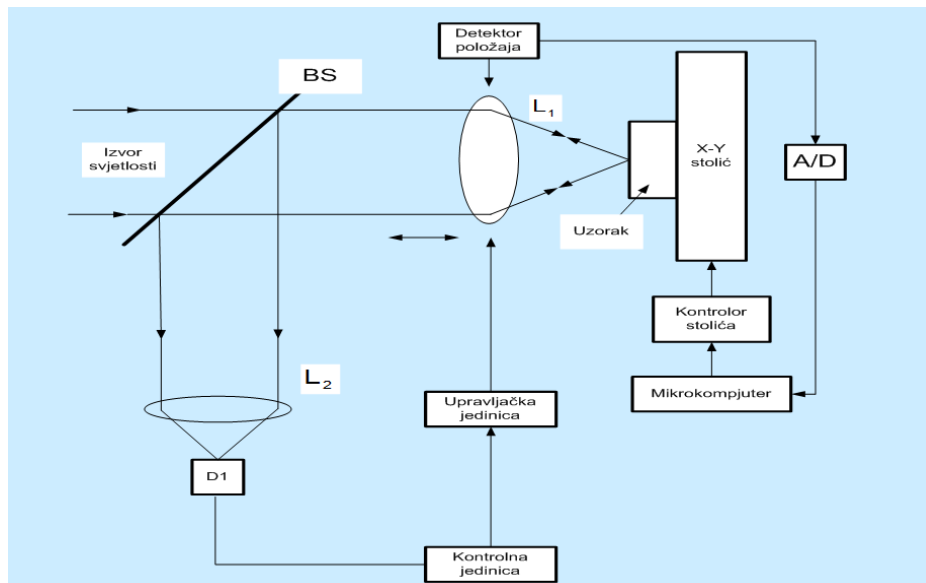 Detektor
položaja
BS
L₁
X-Y
stolić
Izvor
svjetlosti
A/D
Uzorak
Kontrolor
stolića
L₂
Upravljačka
jedinica
Mikrokompjuter
D1
Kontrolna
jedinica